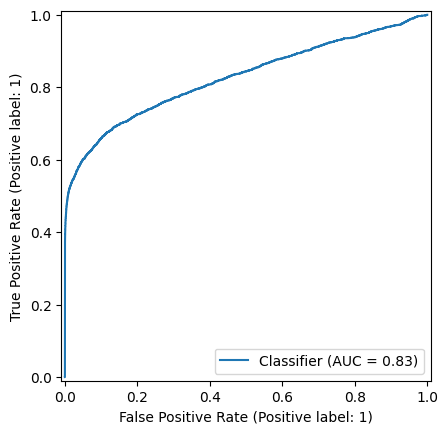 1.0
0.8
0.6
0.4
0.2
0.0
True Positive Rate (Positive label: 1)
Classifier (AUC = 0.83)
0.0 0.2 0.4 0.6 0.8 1.0
False Positive Rate (Positive label: 1)